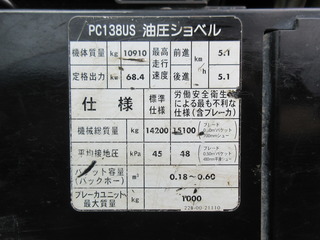 PC138US 油圧ショベル
機体質量 kg 10910 最高走行速度 前進 km/h 5.1
定格出力 kw 68.4 後進 5.1
仕様 標準仕様 労働安全衛生による最も不利な仕様(含ブレーカ)
機械総質量 kg 14200 15100
平均接地圧 kPa 45 48
バケット容量(バックホー) m³ 0.18~0.60
ブレーカユニット最大質量 kg 1000